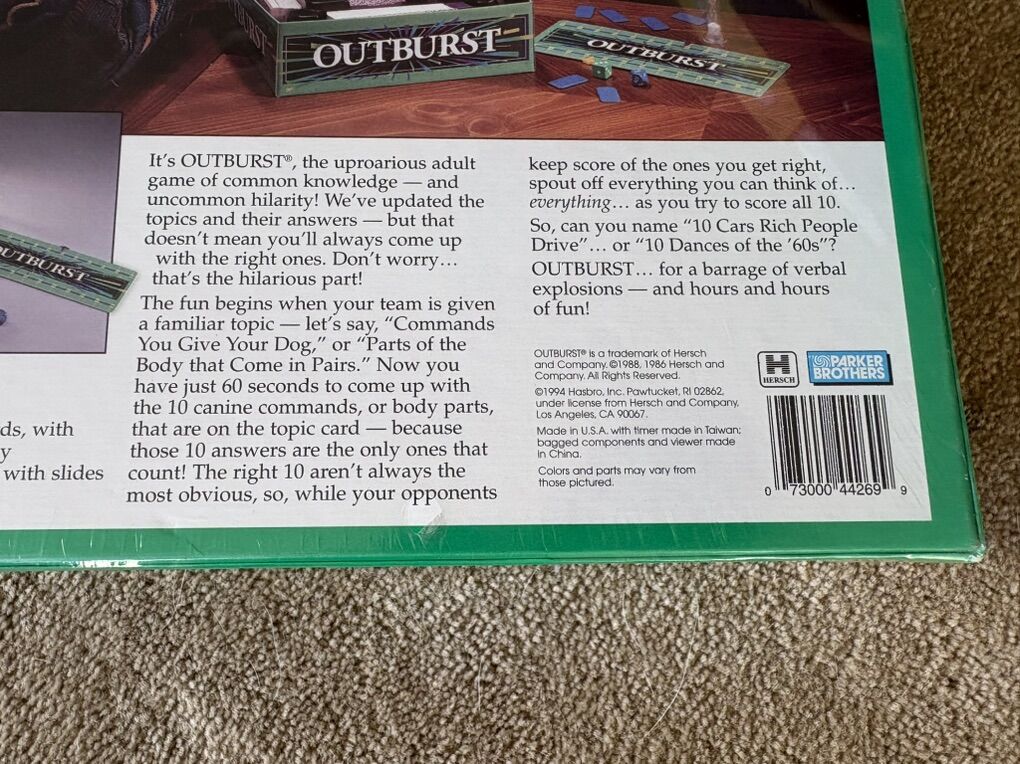 OUTBURST
OUTBURST
OUTBURST
It's OUTBURST®, the uproarious adult
game of common knowledge — and
uncommon hilarity! We've updated the
topics and their answers — but that
doesn't mean you'll always come up
with the right ones. Don't worry…
that's the hilarious part!
The fun begins when your team is given
a familiar topic — let's say, "Commands
You Give Your Dog," or "Parts of the
Body that Come in Pairs." Now you
have just 60 seconds to come up with
the 10 canine commands, or body parts,
that are on the topic card — because
those 10 answers are the only ones that
count! The right 10 aren't always the
most obvious, so, while your opponents
keep score of the ones you get right,
spout off everything you can think of…
everything… as you try to score all 10.
So, can you name "10 Cars Rich People
Drive"… or "10 Dances of the '60s"?
OUTBURST… for a barrage of verbal
explosions — and hours and hours
of fun!
ds, with
y
with slides
OUTBURST® is a trademark of Hersch
and Company. ©1988, 1986 Hersch and
Company. All Rights Reserved.
©1994 Hasbro, Inc. Pawtucket, RI 02862,
under license from Hersch and Company,
Los Angeles, CA 90067.
Made in U.S.A. with timer made in Taiwan;
bagged components and viewer made
in China.
Colors and parts may vary from
those pictured.
H
HERSCH
PARKER
BROTHERS
0 73000 44269 9